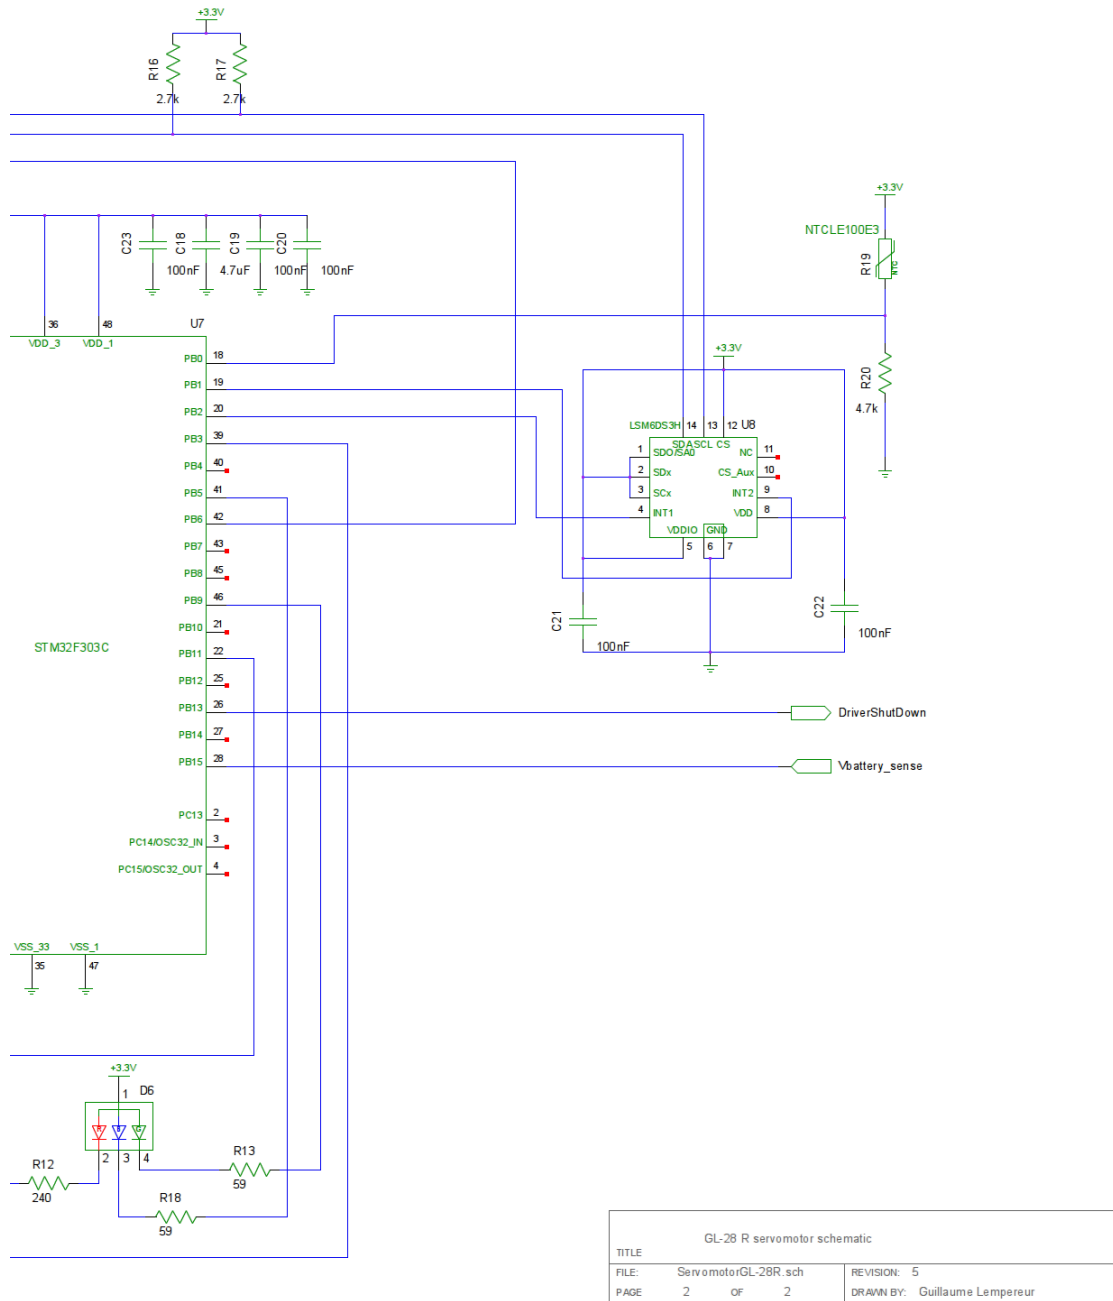 +3.3V
R16
R17
2.7k
2.7k
+3.3V
NTCLE100E3
R19
NTC
C23
C18
C19
C20
100nF
4.7uF
100nF
100nF
36
48
U7
VDD_3
VDD_1
PB0
18
PB1
19
PB2
20
PB3
39
PB4
40
PB5
41
PB6
42
PB7
43
PB8
45
PB9
46
PB10
21
PB11
22
PB12
25
PB13
26
PB14
27
PB15
28
PC13
2
PC14/OSC32_IN
3
PC15/OSC32_OUT
4
STM32F303C
VSS_33
VSS_1
35
47
+3.3V
R20
4.7k
LSM6DS3H
14
13
12
U8
SDA
SCL
CS
1
SDO/SA0
NC
11
2
SDx
CS_Aux
10
3
SCx
INT2
9
4
INT1
VDD
8
VDDIO
GND
5
6
7
C21
100nF
C22
100nF
DriverShutDown
Vbattery_sense
+3.3V
1
D6
R
B
G
2
3
4
R12
240
R13
59
R18
59
GL-28 R servomotor schematic
TITLE
FILE: ServomotorGL-28R.sch
REVISION: 5
PAGE 2 OF 2
DRAWN BY: Guillaume Lempereur